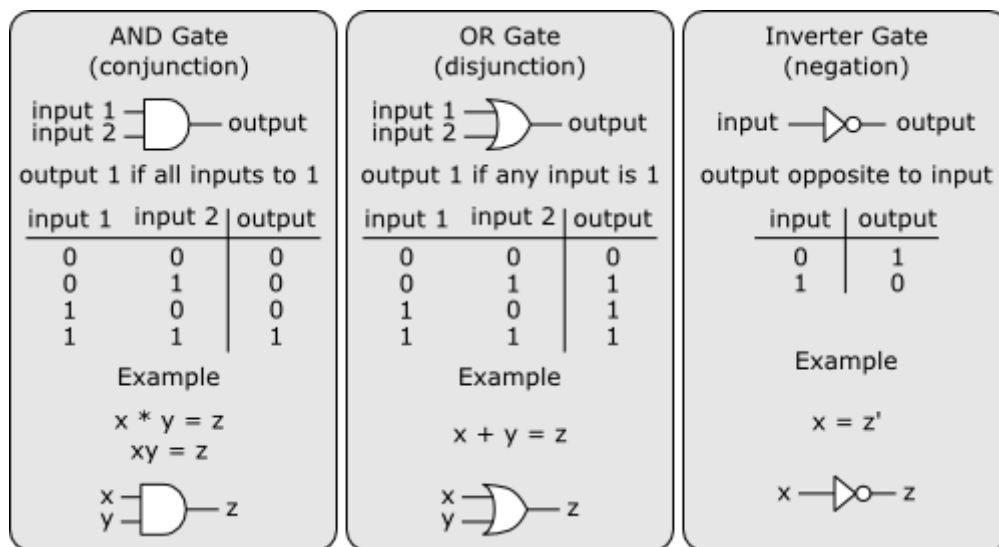 AND Gate
(conjunction)
input 1
input 2
output
output 1 if all inputs to 1
input 1 input 2 output
0 0 0
0 1 0
1 0 0
1 1 1
Example
x * y = z
xy = z
x
y
z
OR Gate
(disjunction)
input 1
input 2
output
output 1 if any input is 1
input 1 input 2 output
0 0 0
0 1 1
1 0 1
1 1 1
Example
x + y = z
x
y
z
Inverter Gate
(negation)
input output
output opposite to input
input output
0 1
1 0
Example
x = z'
x z